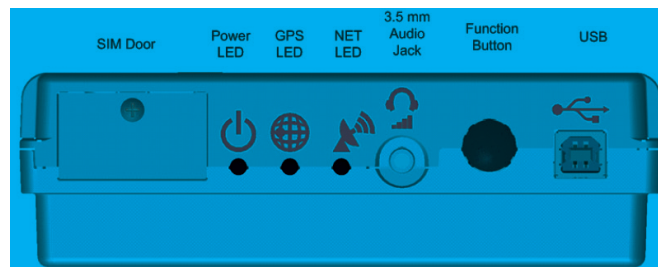 SIM Door
Power
LED
GPS
LED
NET
LED
3.5 mm
Audio
Jack
Function
Button
USB